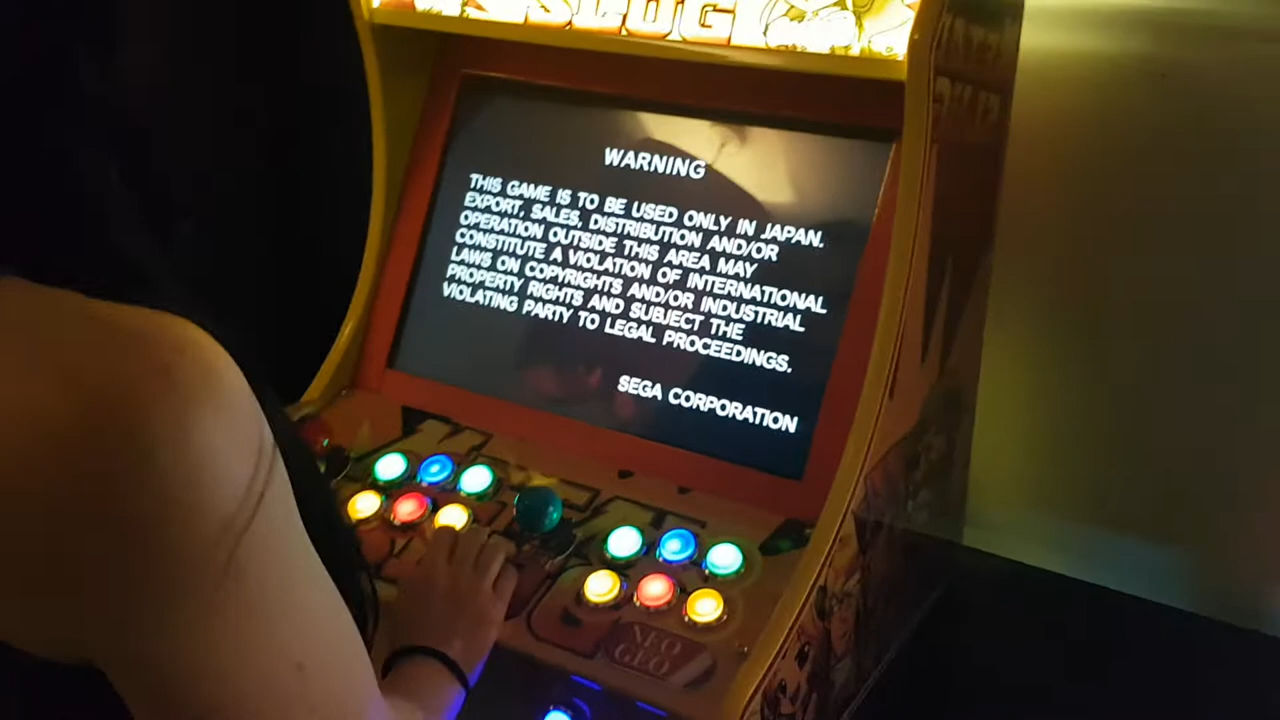 SLUG
WARNING
THIS GAME IS TO BE USED ONLY IN JAPAN.
EXPORT, SALES, DISTRIBUTION AND/OR
OPERATION OUTSIDE THIS AREA MAY
CONSTITUTE A VIOLATION OF INTERNATIONAL
LAWS ON COPYRIGHTS AND/OR INDUSTRIAL
PROPERTY RIGHTS AND SUBJECT THE
VIOLATING PARTY TO LEGAL PROCEEDINGS.
SEGA CORPORATION
NEO
GEO